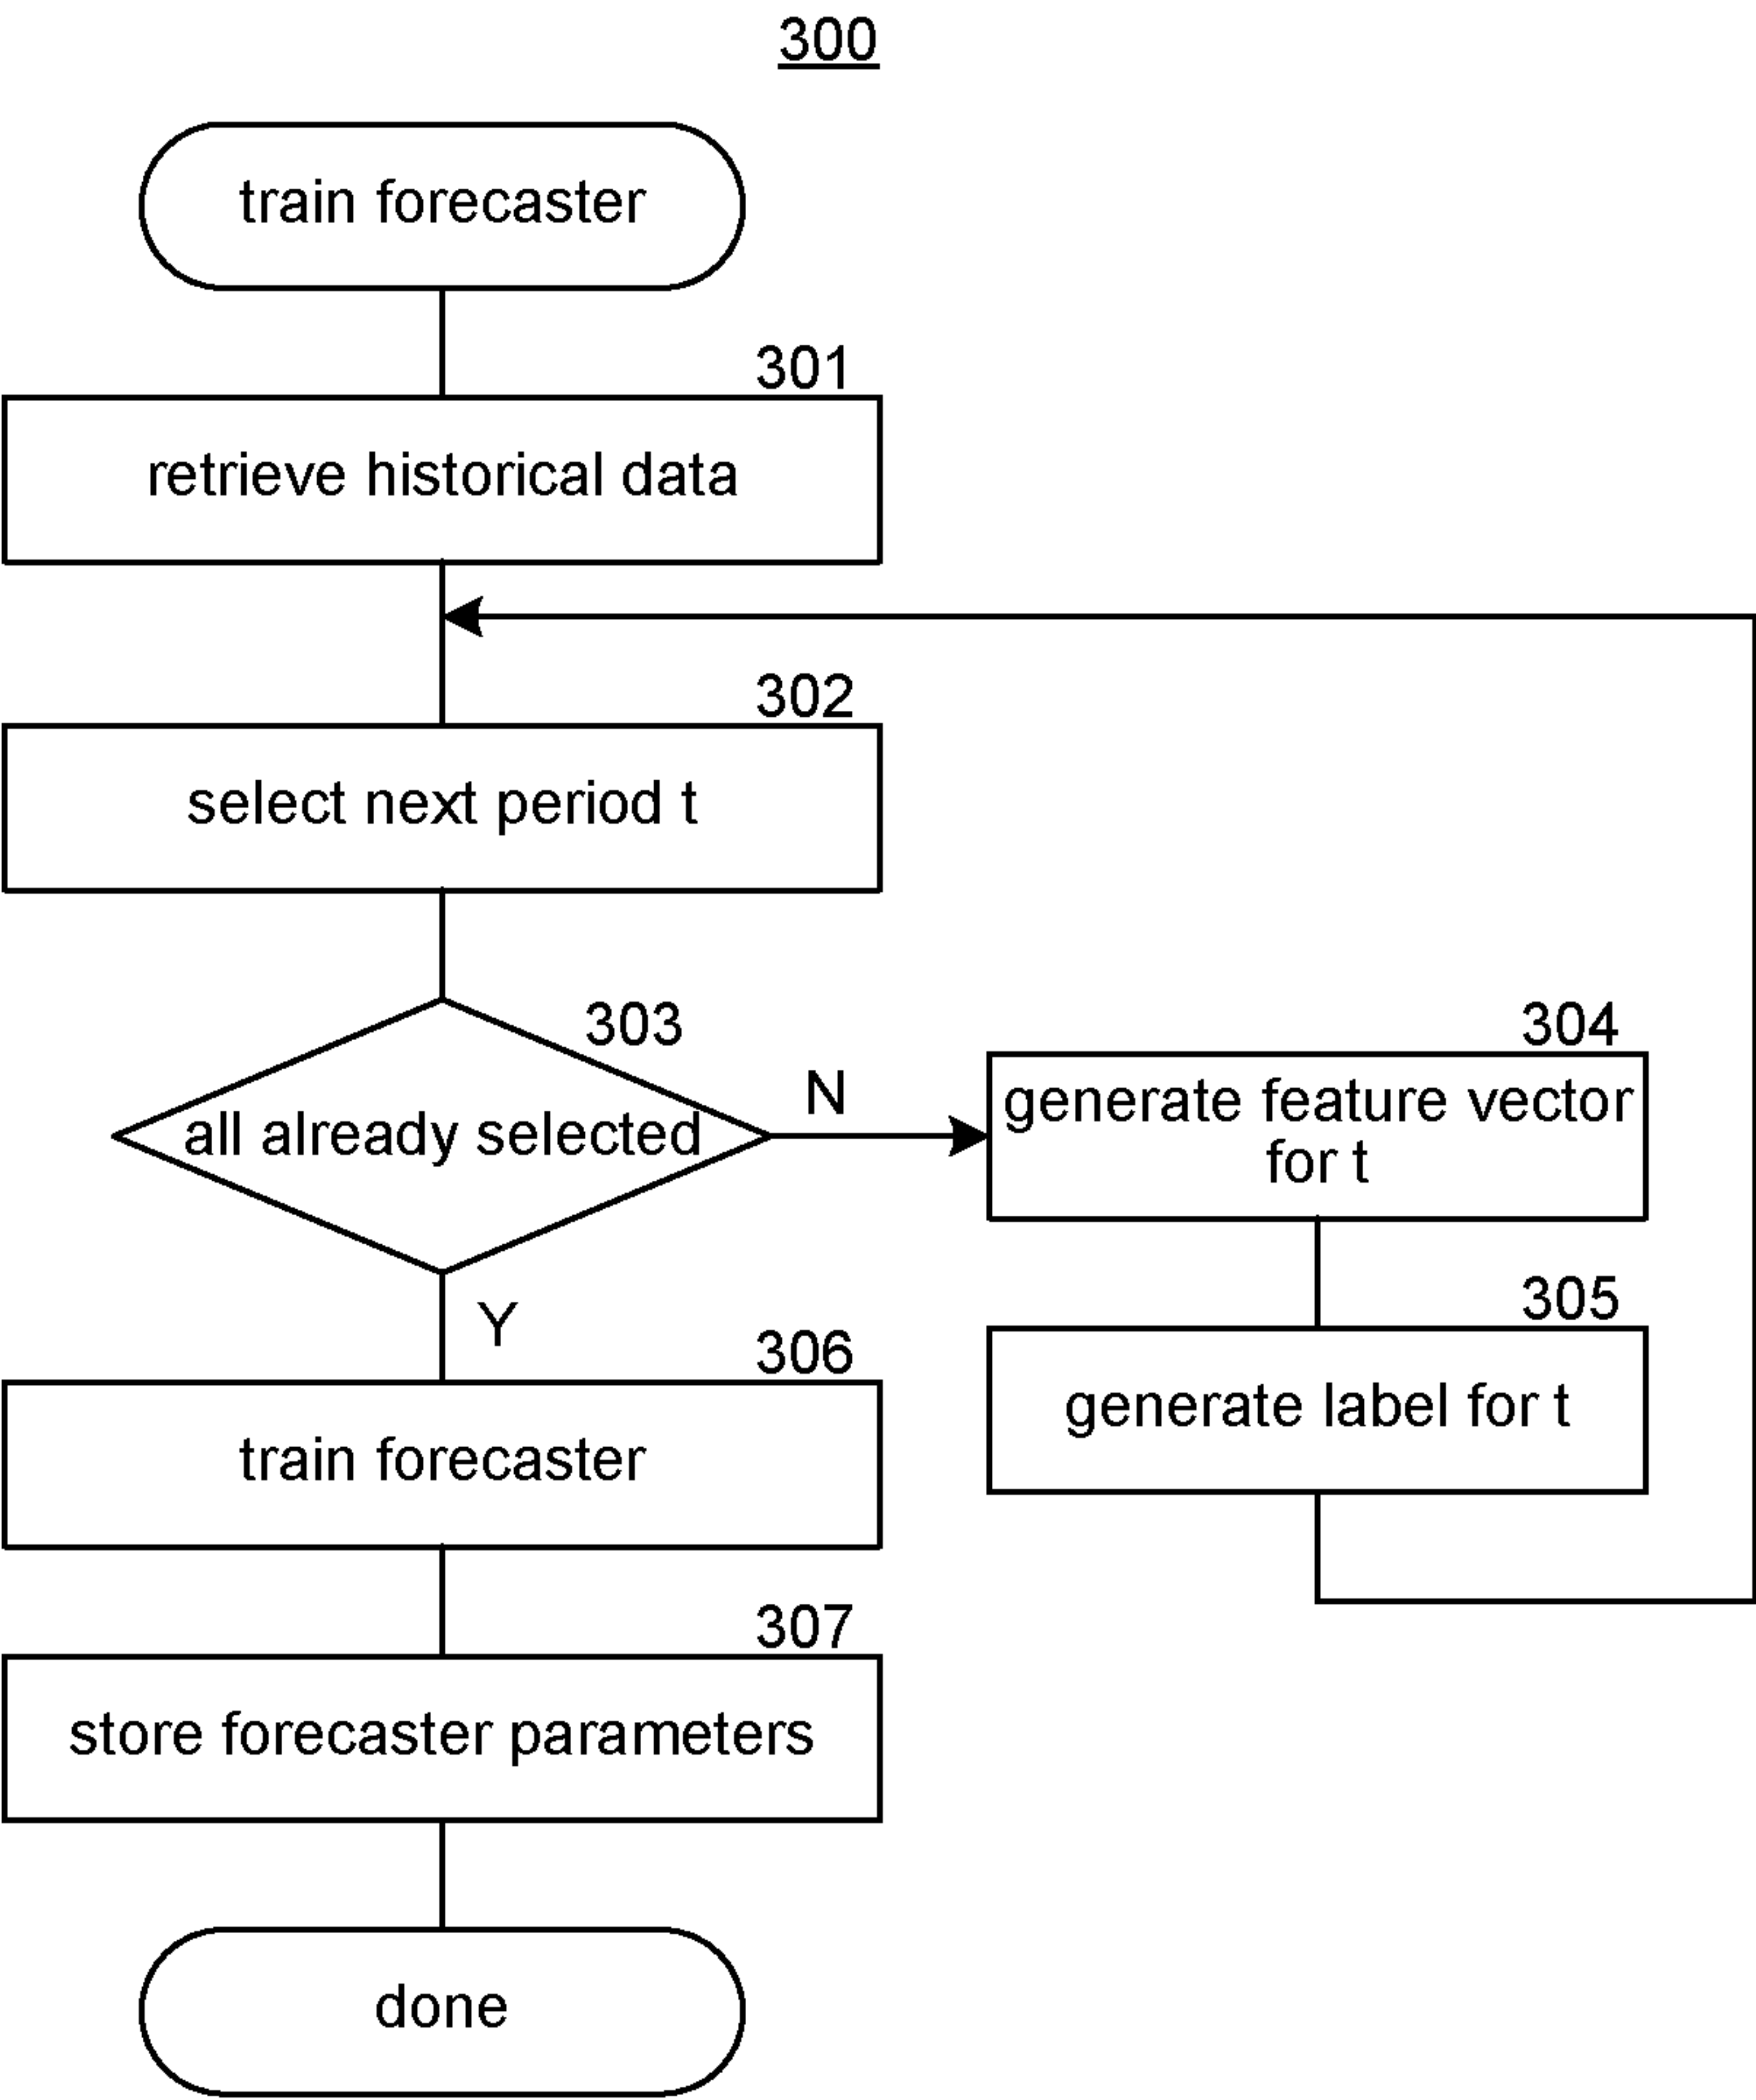 300
train forecaster
301
retrieve historical data
302
select next period t
303
all already selected
N
304
generate feature vector
for t
305
generate label for t
Y
306
train forecaster
307
store forecaster parameters
done